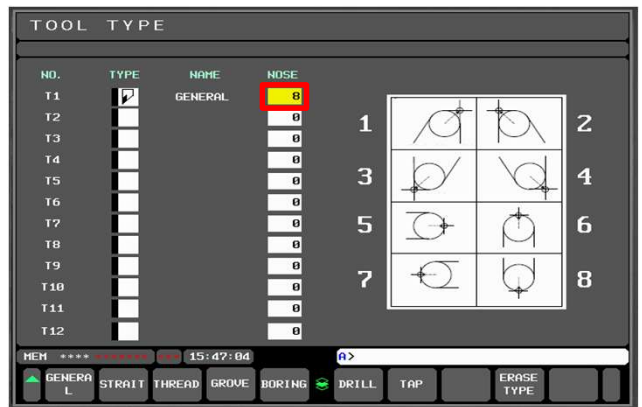 TOOL TYPE
NO. TYPE NAME NOSE
T1 GENERAL 8
T2 0
T3 0
T4 0
T5 0
T6 0
T7 0
T8 0
T9 0
T10 0
T11 0
T12 0
1 2
3 4
5 6
7 8
MEM **** *** 15:47:04 A>
GENERA
L STRAIT THREAD GROVE BORING DRILL TAP ERASE
TYPE